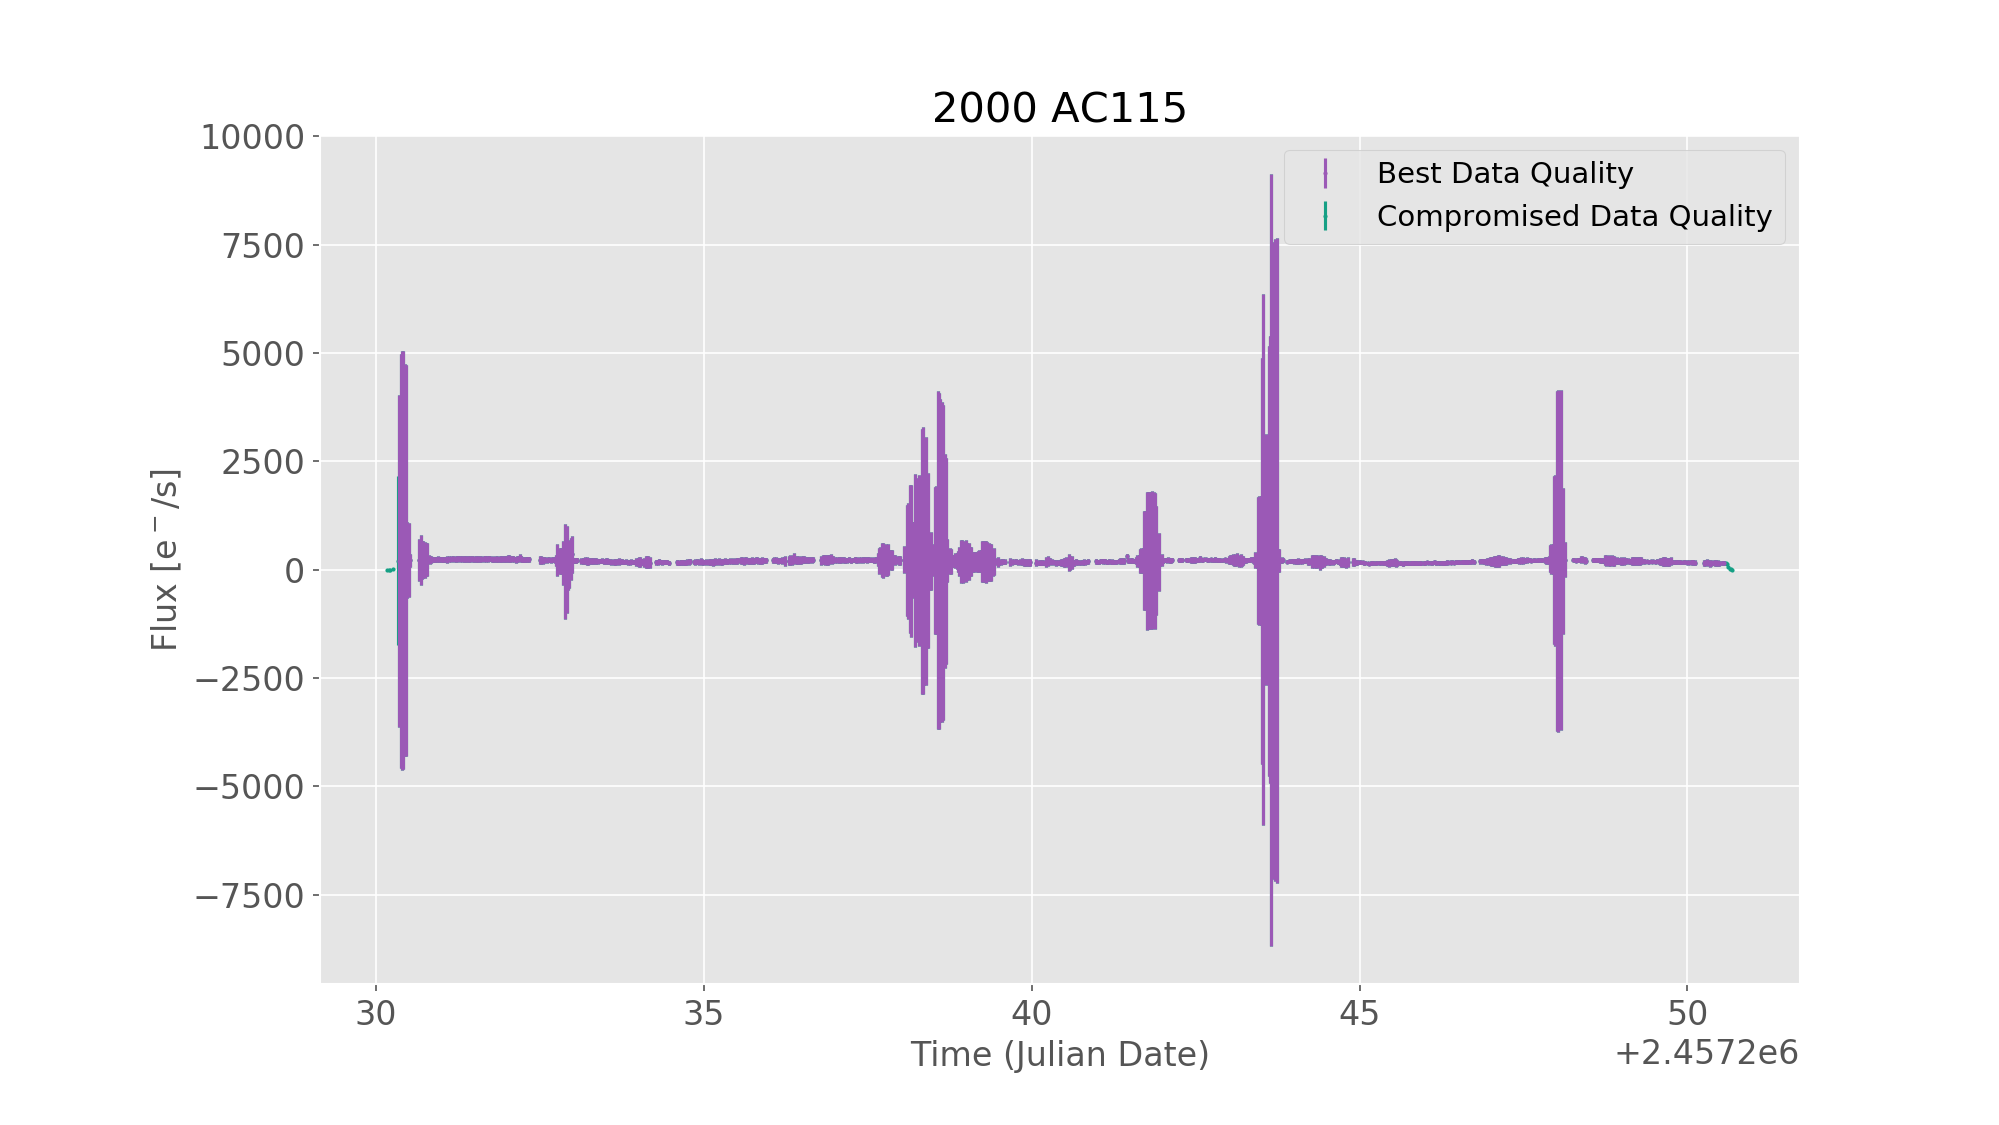 2000 AC115
Best Data Quality
Compromised Data Quality
10000
7500
5000
2500
0
−2500
−5000
−7500
Flux [e⁻/s]
30 35 40 45 50
Time (Julian Date)
+2.4572e6